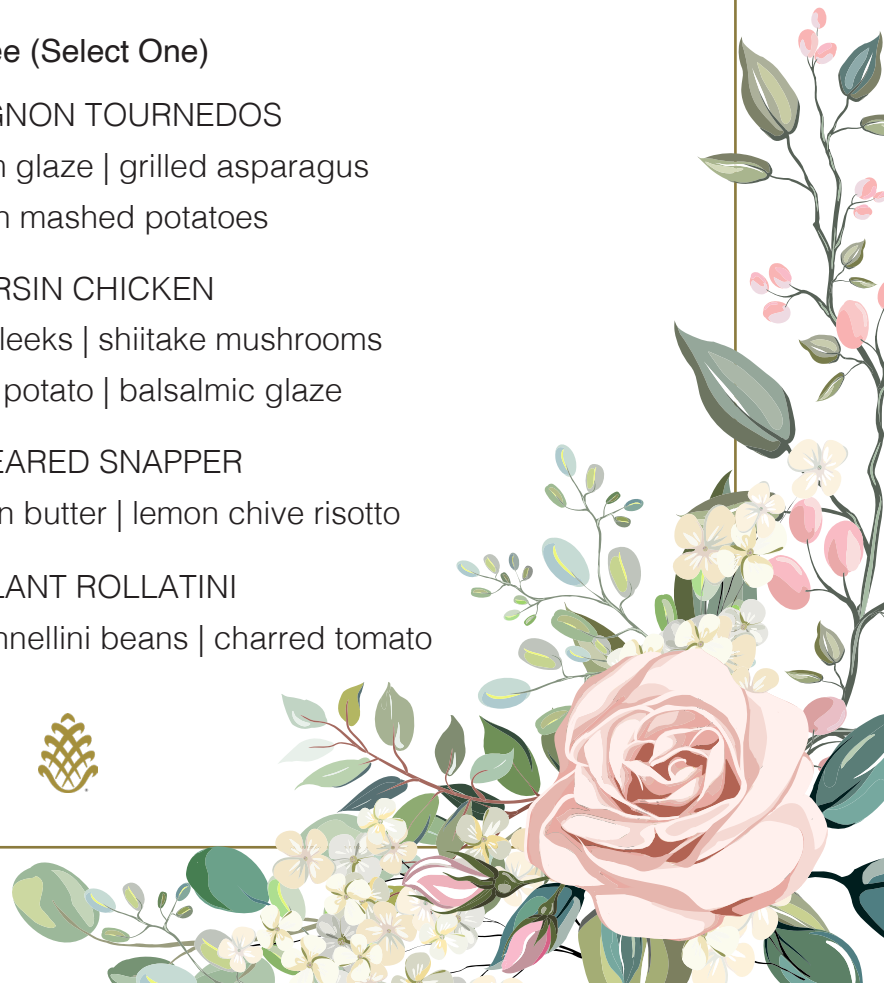 ee (Select One)
GNON TOURNEDOS
n glaze | grilled asparagus
n mashed potatoes
RSIN CHICKEN
leeks | shiitake mushrooms
potato | balsalmic glaze
EARED SNAPPER
n butter | lemon chive risotto
LANT ROLLATINI
nnellini beans | charred tomato